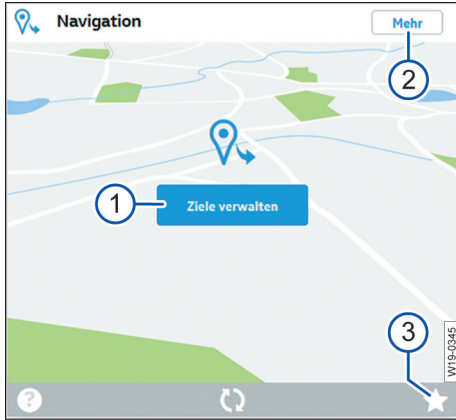 Navigation
Mehr
2
1
Ziele verwalten
3
W19-0345
?